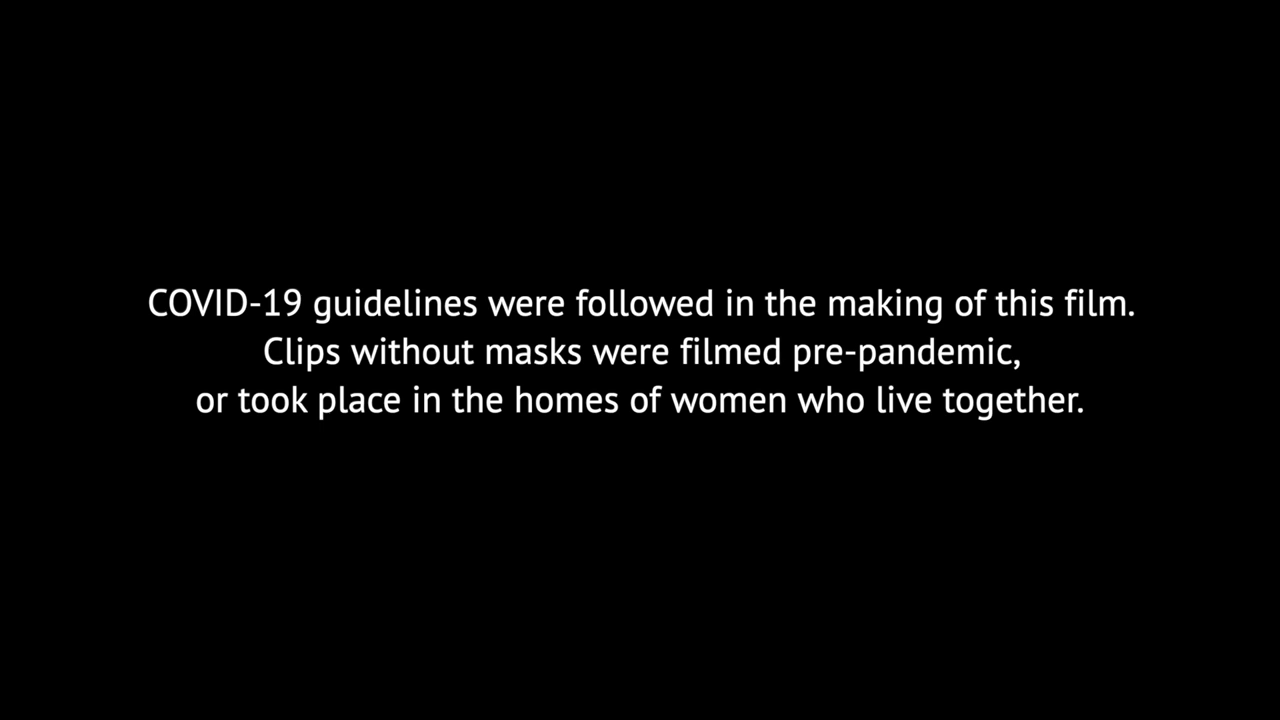 COVID-19 guidelines were followed in the making of this film.
Clips without masks were filmed pre-pandemic,
or took place in the homes of women who live together.